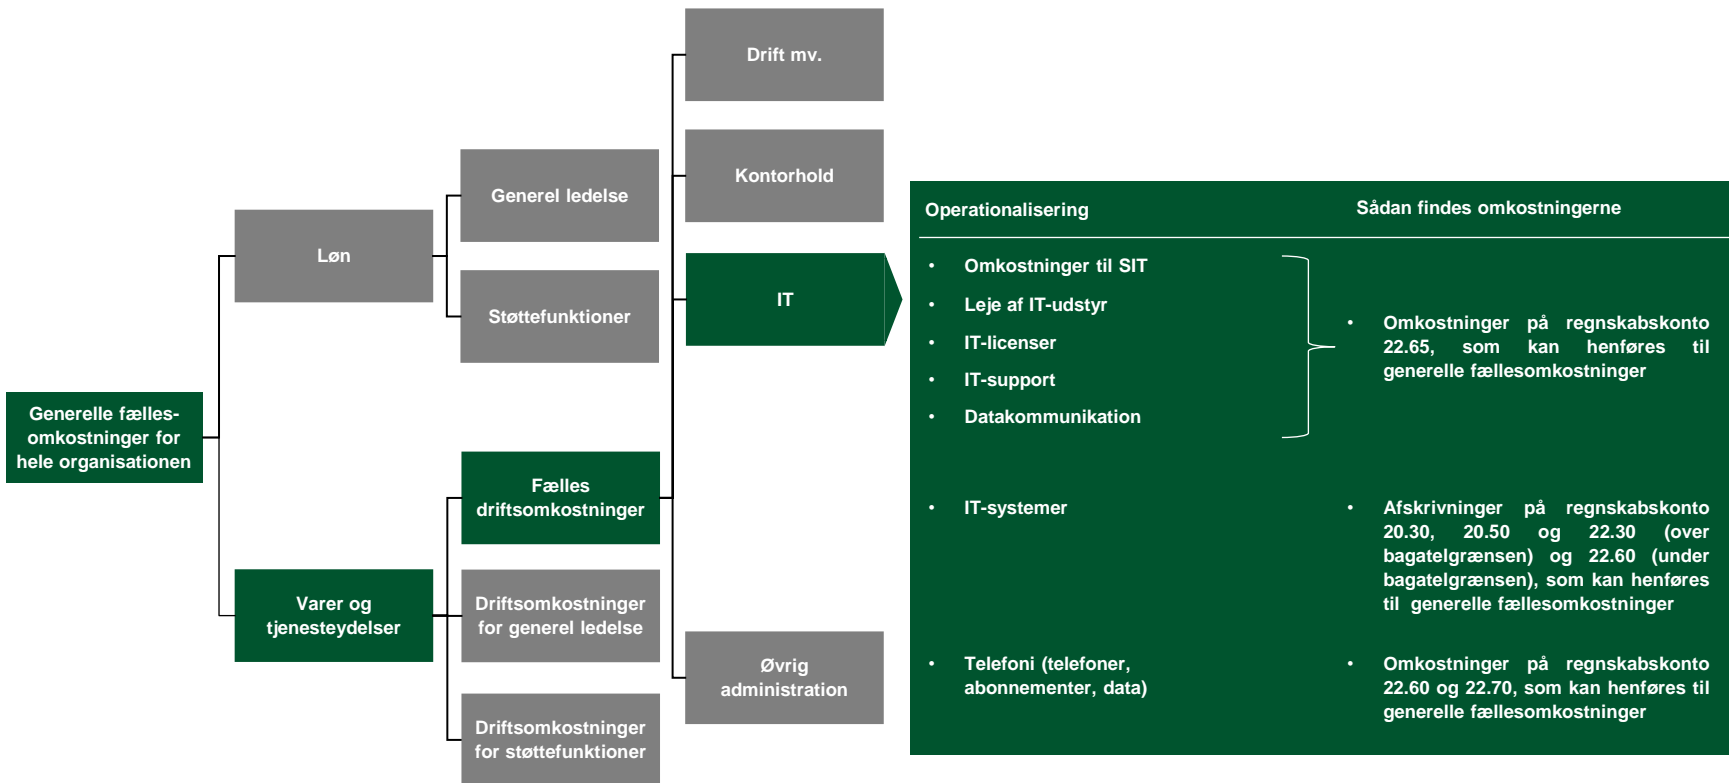 Generelle fælles-
omkostninger for
hele organisationen
Løn
Varer og
tjenesteydelser
Generel ledelse
Støttefunktioner
Fælles
driftsomkostninger
Driftsomkostninger
for generel ledelse
Driftsomkostninger
for støttefunktioner
Drift mv.
Kontorhold
IT
Øvrig
administration
Operationalisering
Sådan findes omkostningerne
• Omkostninger til SIT
• Leje af IT-udstyr
• IT-licenser
• IT-support
• Datakommunikation
• Omkostninger på regnskabskonto
22.65, som kan henføres til
generelle fællesomkostninger
• IT-systemer
• Afskrivninger på regnskabskonto
20.30, 20.50 og 22.30 (over
bagatelgrænsen) og 22.60 (under
bagatelgrænsen), som kan henføres
til generelle fællesomkostninger
• Telefoni (telefoner,
abonnementer, data)
• Omkostninger på regnskabskonto
22.60 og 22.70, som kan henføres til
generelle fællesomkostninger